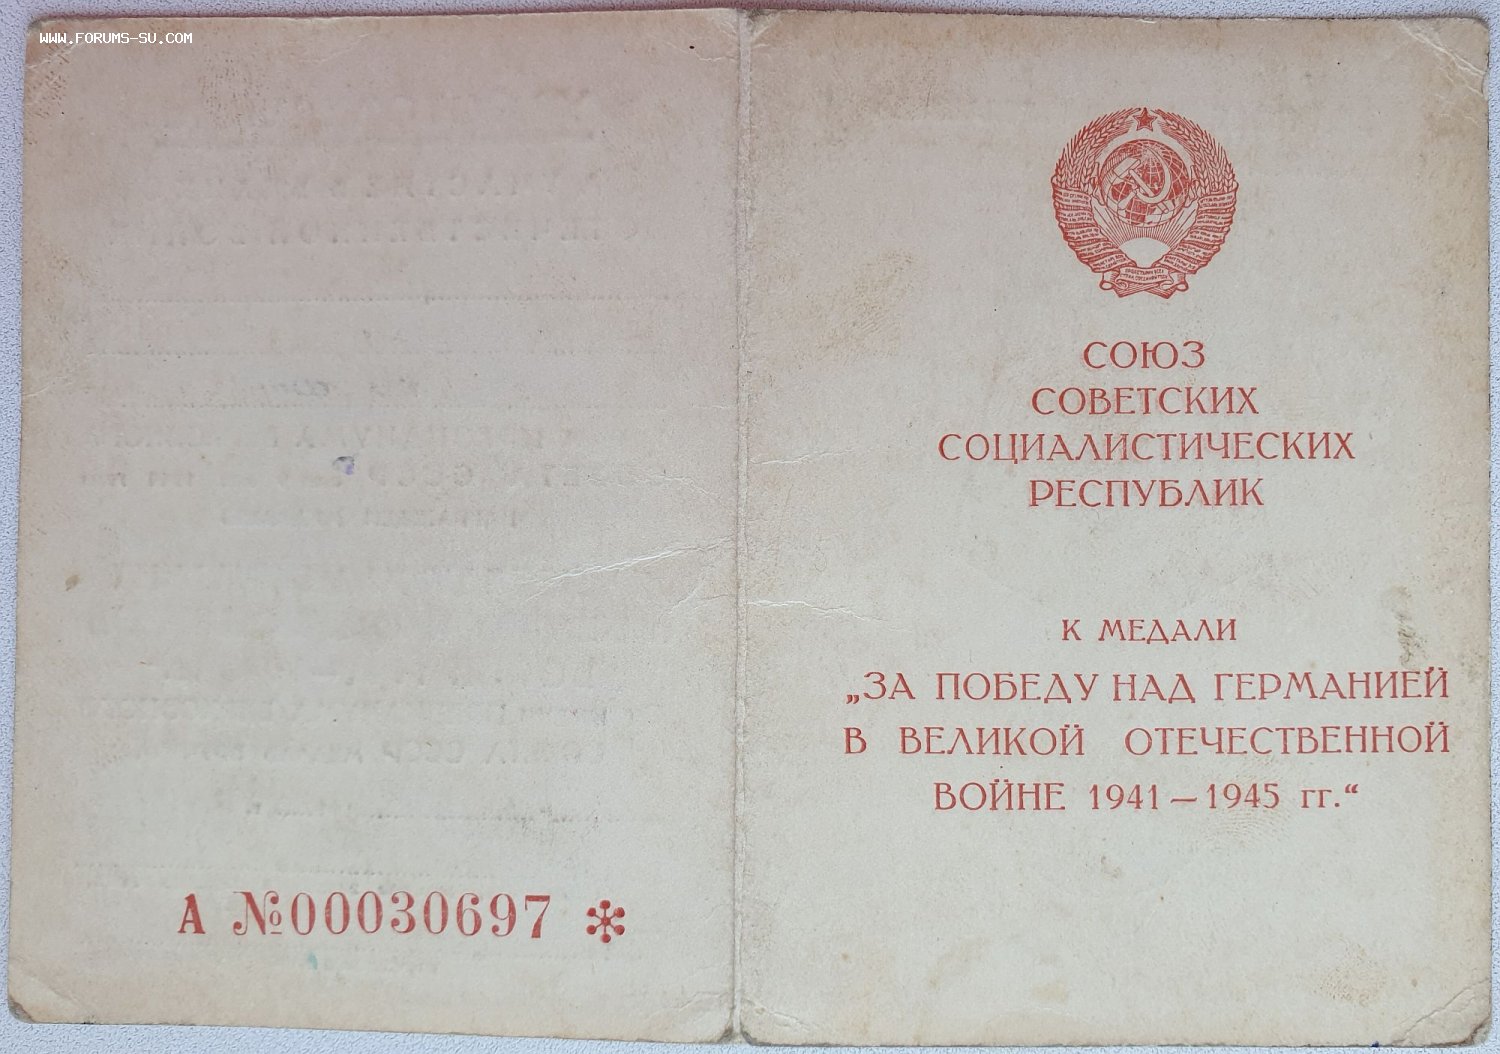 WWW.FORUMS-SU.COM
А №00030697 *
СОЮЗ
СОВЕТСКИХ
СОЦИАЛИСТИЧЕСКИХ
РЕСПУБЛИК
К МЕДАЛИ
„ЗА ПОБЕДУ НАД ГЕРМАНИЕЙ
В ВЕЛИКОЙ ОТЕЧЕСТВЕННОЙ
ВОЙНЕ 1941 — 1945 гг.“